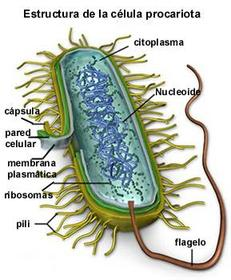 Estructura de la célula procariota
citoplasma
Nucleoide
cápsula
pared
celular
membrana
plasmática
ribosomas
pili
flagelo